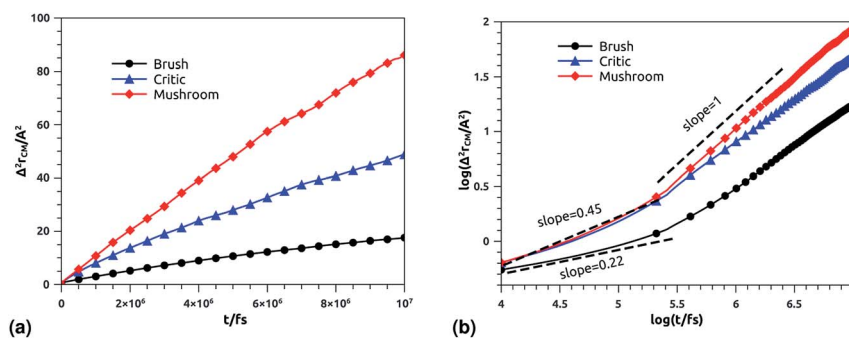 100
80
60
40
20
0
Δ²r_CM/A²
Brush
Critic
Mushroom
0 2×10⁶ 4×10⁶ 6×10⁶ 8×10⁶ 10⁷
t/fs
(a)
2
1.5
1
0.5
0
log(Δ²r_CM/A²)
Brush
Critic
Mushroom
slope=1
slope=0.45
slope=0.22
4 4.5 5 5.5 6 6.5
log(t/fs)
(b)